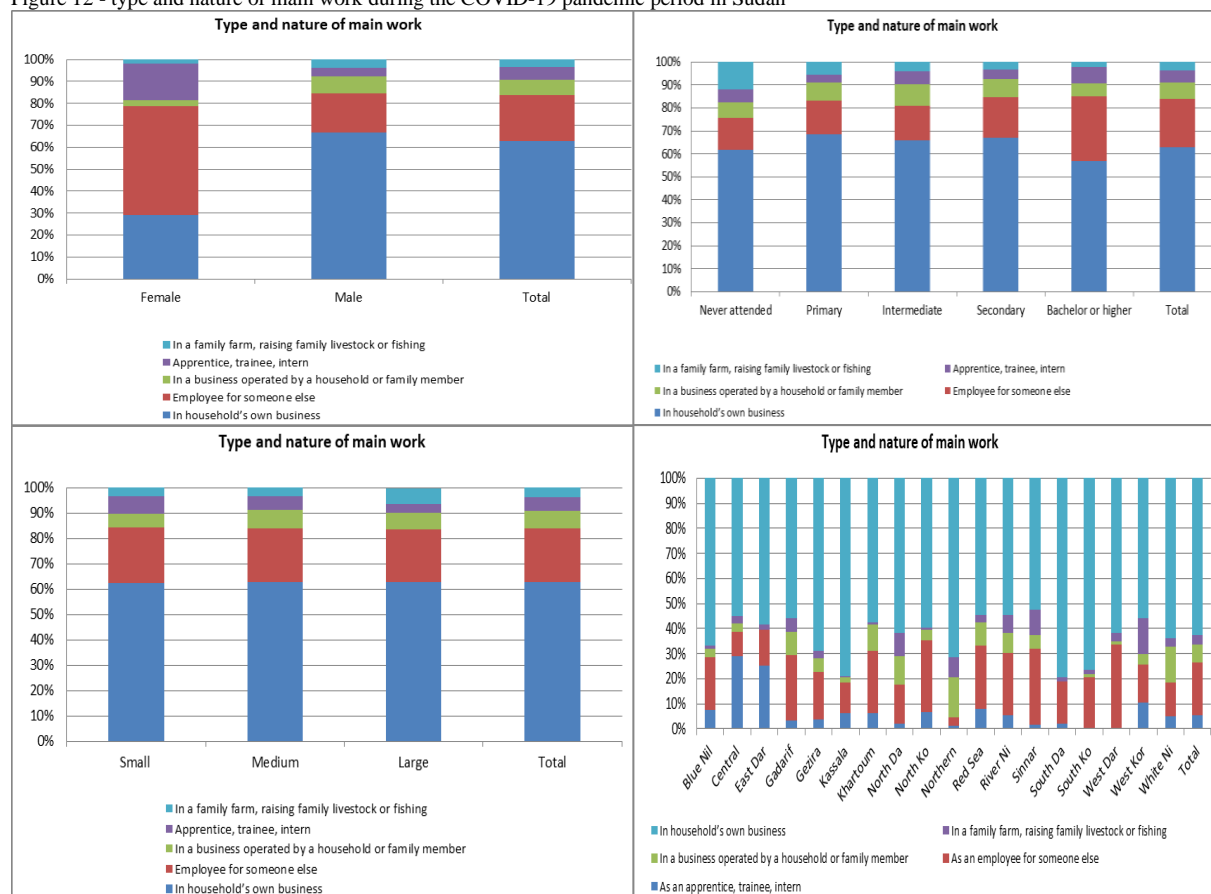 Figure 12 - type and nature of main work during the COVID-19 pandemic period in Sudan
Type and nature of main work
100%
90%
80%
70%
60%
50%
40%
30%
20%
10%
0%
Female Male Total
In a family farm, raising family livestock or fishing
Apprentice, trainee, intern
In a business operated by a household or family member
Employee for someone else
In household's own business
Type and nature of main work
100%
90%
80%
70%
60%
50%
40%
30%
20%
10%
0%
Never attended Primary Intermediate Secondary Bachelor or higher Total
In a family farm, raising family livestock or fishing Apprentice, trainee, intern
In a business operated by a household or family member Employee for someone else
In household's own business
Type and nature of main work
100%
90%
80%
70%
60%
50%
40%
30%
20%
10%
0%
Small Medium Large Total
In a family farm, raising family livestock or fishing
Apprentice, trainee, intern
In a business operated by a household or family member
Employee for someone else
In household's own business
Type and nature of main work
100%
90%
80%
70%
60%
50%
40%
30%
20%
10%
0%
Blue Nil Central East Dar Gadarif Gezira Kassala Khartoum North Da North Ko Northern Red Sea River Ni Sinnar South Da South Ko West Dar West Kor White Ni Total
In household's own business In a family farm, raising family livestock or fishing
In a business operated by a household or family member As an employee for someone else
As an apprentice, trainee, intern